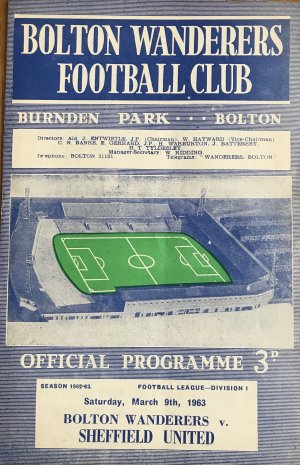 BOLTON WANDERERS
FOOTBALL CLUB
BURNDEN PARK · · · BOLTON
Directors: Ald. J. ENTWISTLE, J.P. (Chairman); W. HAYWARD (Vice-Chairman);
C. N. BANKS, E. GERRARD, J.P., H. WARBURTON, J. BATTERSBY,
H. T. TYLDESLEY.
Manager-Secretary: W. RIDDING.
Telephone: BOLTON 21101. Telegrams: "WANDERERS, BOLTON."
OFFICIAL PROGRAMME 3D
SEASON 1962-63. FOOTBALL LEAGUE—DIVISION I
Saturday, March 9th, 1963
BOLTON WANDERERS v.
SHEFFIELD UNITED